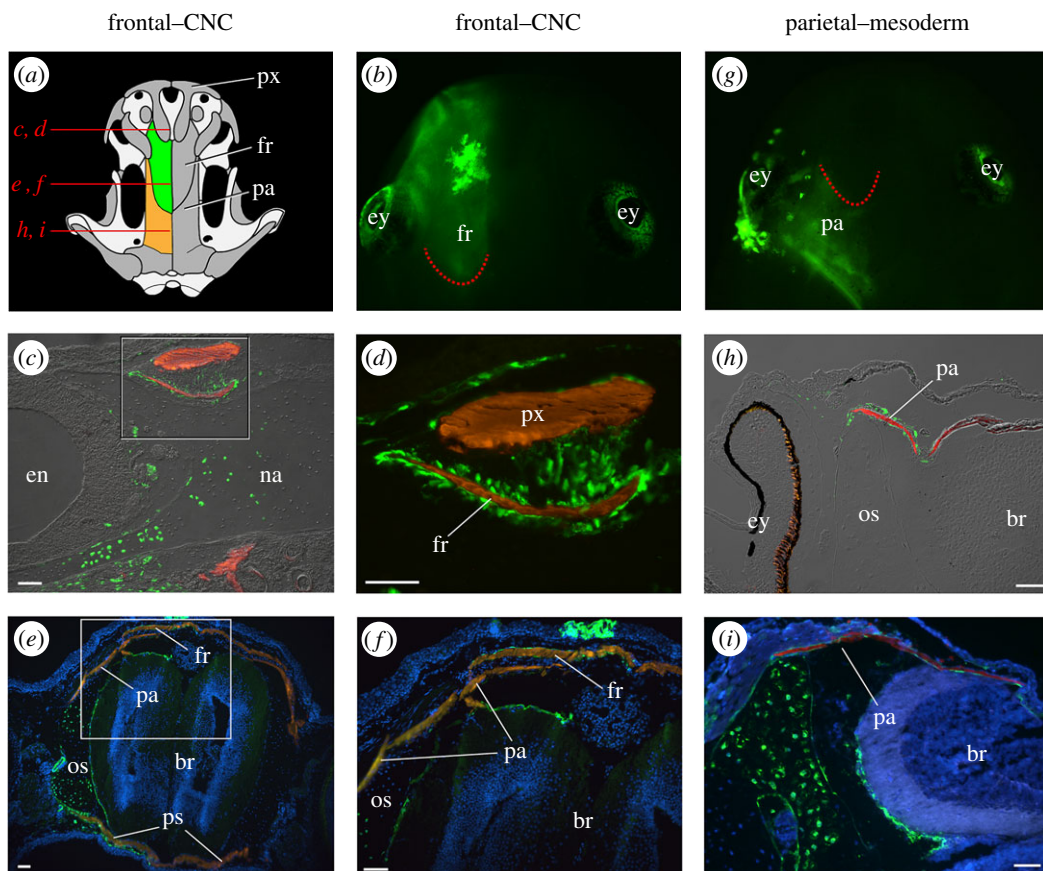 frontal–CNC
frontal–CNC
parietal–mesoderm
(a)
px
c, d
fr
e, f
pa
h, i
(b)
ey
ey
fr
(g)
ey
ey
pa
(c)
en
na
(d)
px
fr
(h)
pa
ey
os
br
(e)
fr
pa
os
br
ps
(f)
fr
pa
os
br
(i)
pa
br